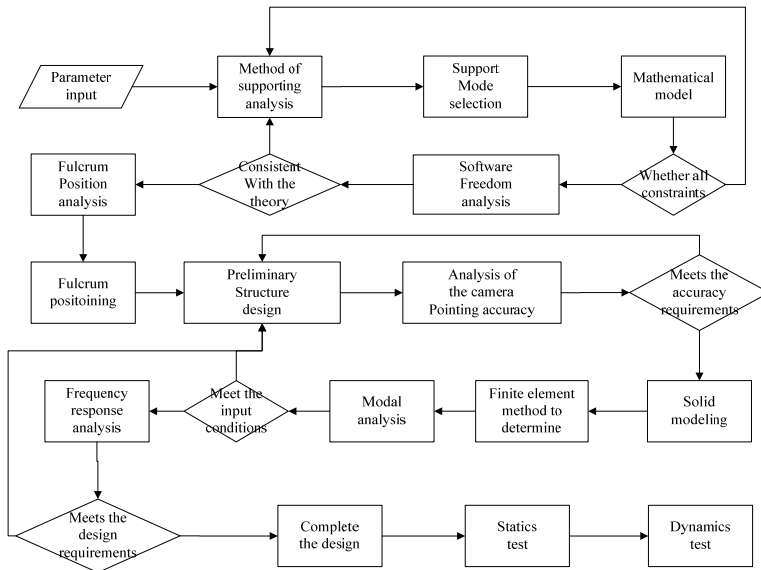 Parameter
input
Method of
supporting
analysis
Support
Mode
selection
Mathematical
model
Whether all
constraints
Software
Freedom
analysis
Consistent
With the
theory
Fulcrum
Position
analysis
Fulcrum
positoining
Preliminary
Structure
design
Analysis of
the camera
Pointing accuracy
Meets the
accuracy
requirements
Solid
modeling
Finite element
method to
determine
Modal
analysis
Meet the
input
conditions
Frequency
response
analysis
Meets the
design
requirements
Complete
the design
Statics
test
Dynamics
test